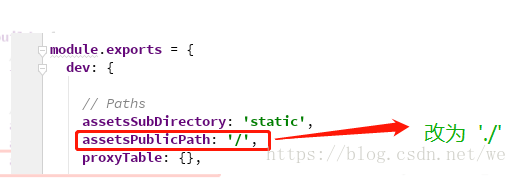 module.exports = {
dev: {
// Paths
assetsSubDirectory: 'static',
assetsPublicPath: '/',
proxyTable: {},
改为 './'
https://blog.csdn.net/we